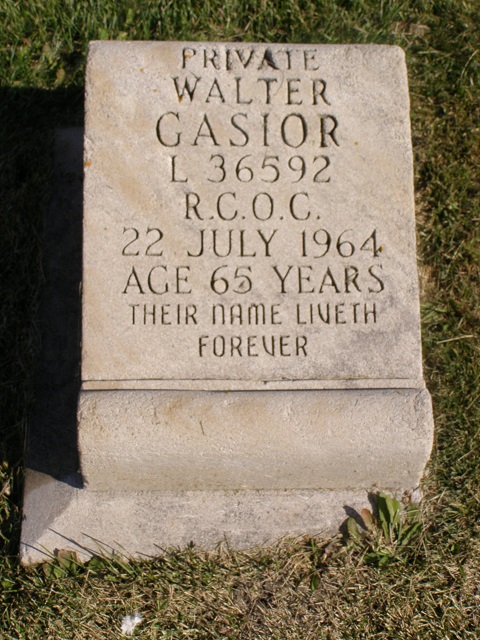 PRIVATE
WALTER
GASIOR
L 36592
R.C.O.C.
22 JULY 1964
AGE 65 YEARS
THEIR NAME LIVETH
FOREVER